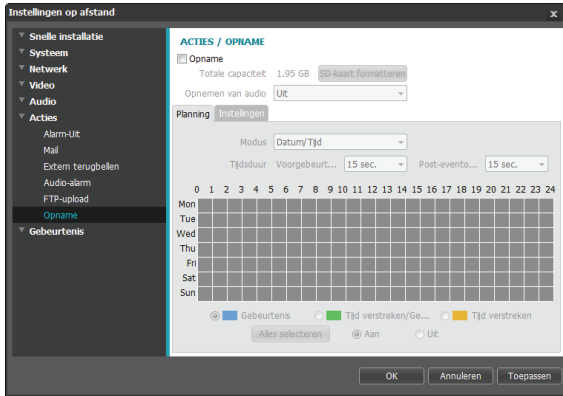 Instellingen op afstand x
Snelle installatie
Systeem
Netwerk
Video
Audio
Acties
Alarm-Uit
Mail
Extern terugbellen
Audio-alarm
FTP-upload
Opname
Gebeurtenis
ACTIES / OPNAME
Opname
Totale capaciteit 1.95 GB SD-kaart formatteren
Opnemen van audio Uit
Planning Instelingen
Modus Datum/Tijd
Tijdsduur Voorgebeurt... 15 sec. Post-evento... 15 sec.
0 1 2 3 4 5 6 7 8 9 10 11 12 13 14 15 16 17 18 19 20 21 22 23 24
Mon
Tue
Wed
Thu
Fri
Sat
Sun
Gebeurtenis Tijd verstreken/Ge... Tijd verstreken
Alles selecteren Aan Uit
OK Annuleren Toepassen